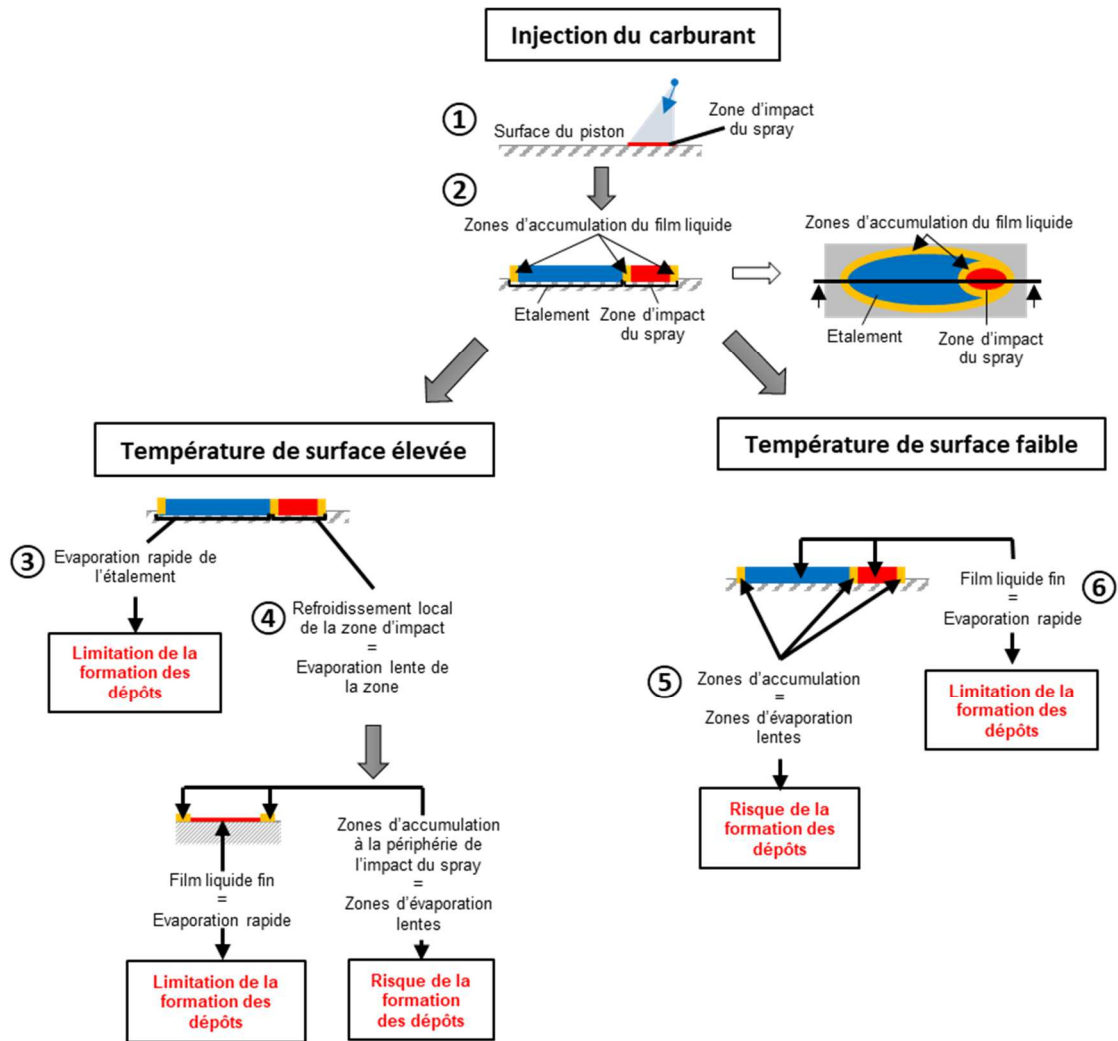 Injection du carburant
①
Surface du piston
Zone d'impact
du spray
②
Zones d'accumulation du film liquide
Etalement
Zone d'impact
du spray
Zones d'accumulation du film liquide
Etalement
Zone d'impact
du spray
Température de surface élevée
③
Evaporation rapide de
l'étalement
Limitation de la
formation des
dépôts
④
Refroidissement local
de la zone d'impact
=
Evaporation lente de
la zone
Film liquide fin
=
Evaporation rapide
Limitation de la
formation des
dépôts
Zones d'accumulation
à la périphérie de
l'impact du spray
=
Zones d'évaporation
lentes
Risque de la
formation
des dépôts
Température de surface faible
⑤
Zones d'accumulation
=
Zones d'évaporation
lentes
Risque de la
formation des
dépôts
Film liquide fin
=
Evaporation rapide
⑥
Limitation de la
formation des
dépôts